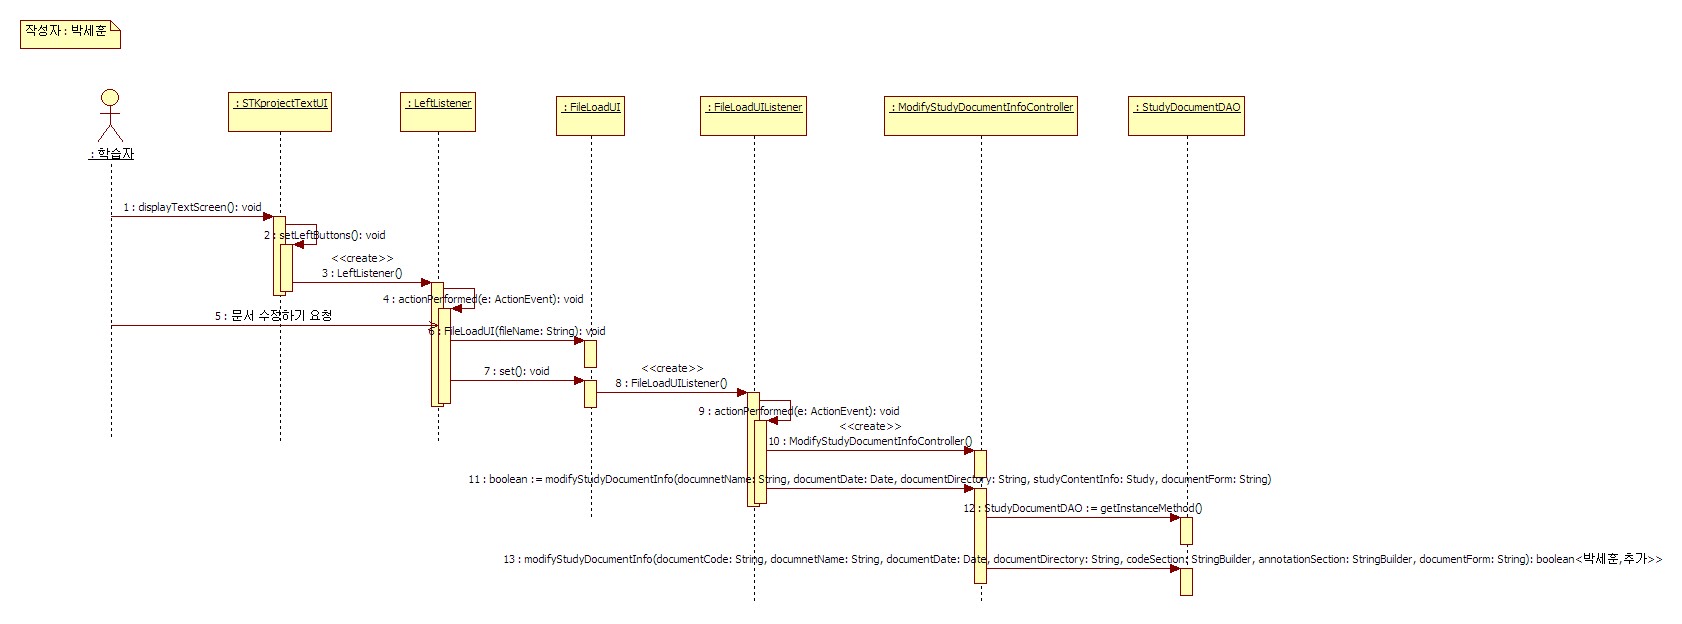 작성자 : 박세훈
: STKprojectTextUI
: LeftListener
: FileLoadUI
: FileLoadUIListener
: ModifyStudyDocumentInfoController
: StudyDocumentDAO
: 학습자
1 : displayTextScreen(): void
2 : setLeftButtons(): void
<<create>>
3 : LeftListener()
4 : actionPerformed(e: ActionEvent): void
5 : 문서 수정하기 요청
6 : FileLoadUI(fileName: String): void
7 : set(): void
<<create>>
8 : FileLoadUIListener()
9 : actionPerformed(e: ActionEvent): void
<<create>>
10 : ModifyStudyDocumentInfoController()
11 : boolean := modifyStudyDocumentInfo(documnetName: String, documentDate: Date, documentDirectory: String, studyContentInfo: Study, documentForm: String)
12 : StudyDocumentDAO := getInstanceMethod()
13 : modifyStudyDocumentInfo(documentCode: String, documnetName: String, documentDate: Date, documentDirectory: String, codeSection: StringBuilder, annotationSection: StringBuilder, documentForm: String): boolean<박세훈,추가>>